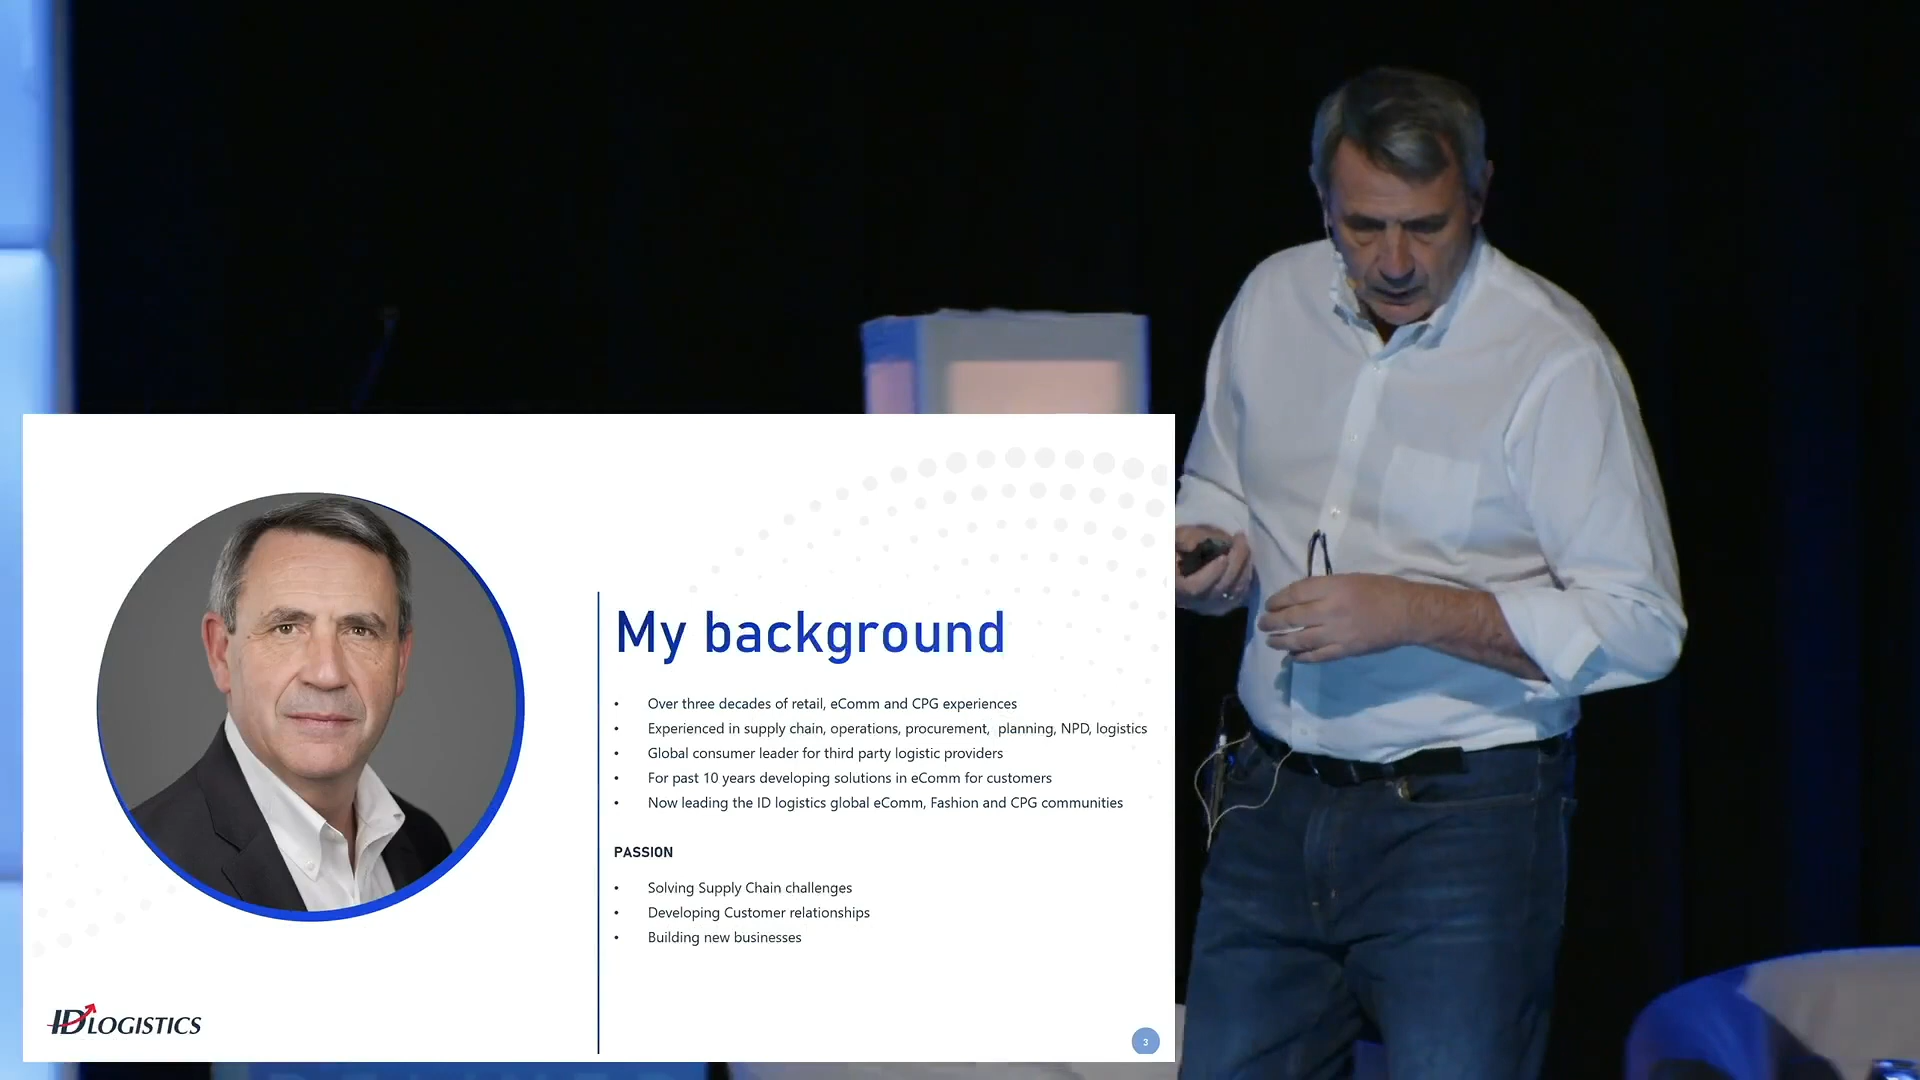 My background
• Over three decades of retail, eComm and CPG experiences
• Experienced in supply chain, operations, procurement, planning, NPD, logistics
• Global consumer leader for third party logistic providers
• For past 10 years developing solutions in eComm for customers
• Now leading the ID logistics global eComm, Fashion and CPG communities
PASSION
• Solving Supply Chain challenges
• Developing Customer relationships
• Building new businesses
ID LOGISTICS
3